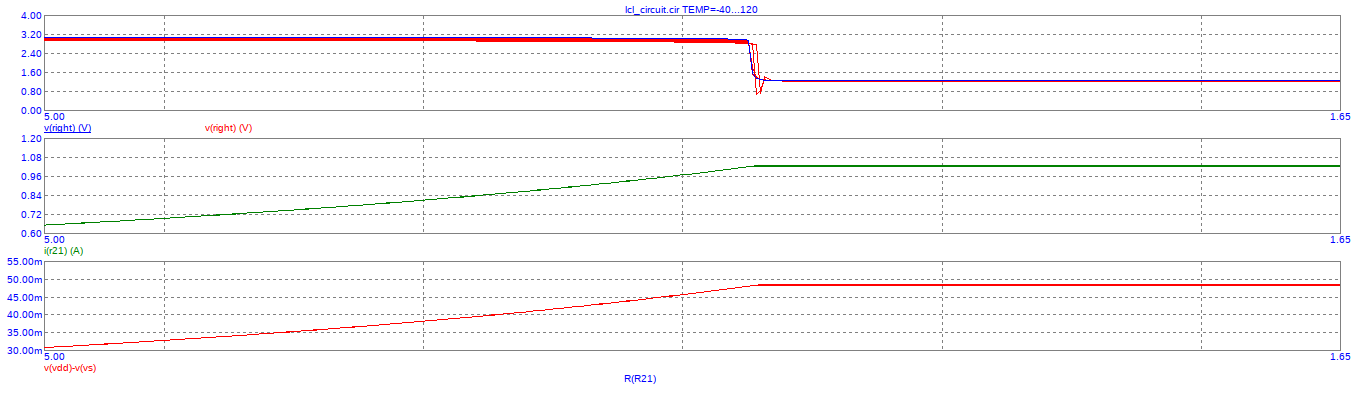 lcl_circuit.cir TEMP=-40...120
4.00
3.20
2.40
1.60
0.80
0.00
5.00 1.65
v(right) (V) v(right) (V)
1.20
1.08
0.96
0.84
0.72
0.60
5.00 1.65
i(r21) (A)
55.00m
50.00m
45.00m
40.00m
35.00m
30.00m
5.00 1.65
v(vdd)-v(vs)
R(R21)